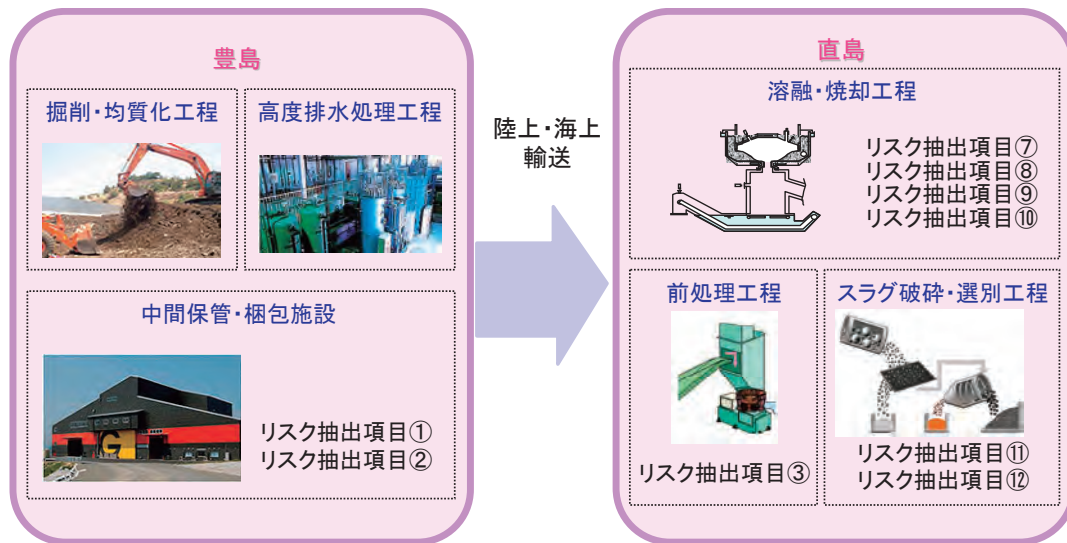 豊島
掘削・均質化工程
高度排水処理工程
中間保管・梱包施設
G
リスク抽出項目①
リスク抽出項目②
陸上・海上
輸送
直島
溶融・焼却工程
リスク抽出項目⑦
リスク抽出項目⑧
リスク抽出項目⑨
リスク抽出項目⑩
前処理工程
リスク抽出項目③
スラグ破砕・選別工程
リスク抽出項目⑪
リスク抽出項目⑫